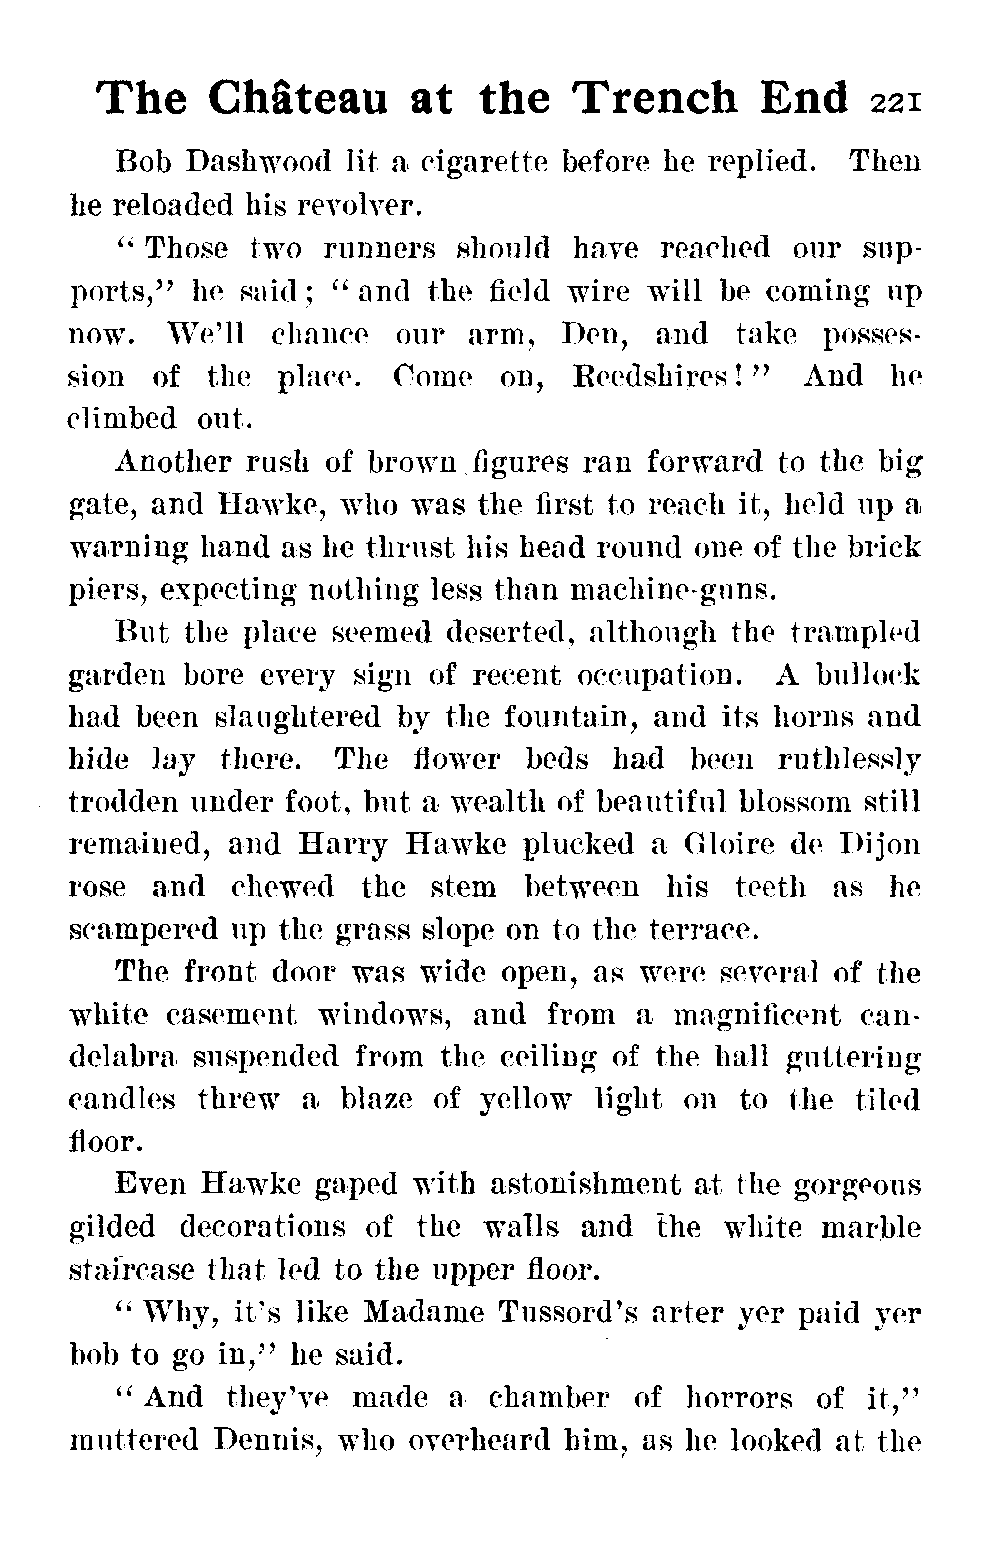 The Château at the Trench End 221
Bob Dashwood lit a cigarette before he replied. Then
he reloaded his revolver.
“Those two runners should have reached our sup-
ports,” he said; “and the field wire will be coming up
now. We'll chance our arm, Den, and take posses-
sion of the place. Come on, Reedshires!” And he
climbed out.
Another rush of brown figures ran forward to the big
gate, and Hawke, who was the first to reach it, held up a
warning hand as he thrust his head round one of the brick
piers, expecting nothing less than machine-guns.
But the place seemed deserted, although the trampled
garden bore every sign of recent occupation. A bullock
had been slaughtered by the fountain, and its horns and
hide lay there. The flower beds had been ruthlessly
trodden under foot, but a wealth of beautiful blossom still
remained, and Harry Hawke plucked a Gloire de Dijon
rose and chewed the stem between his teeth as he
scampered up the grass slope on to the terrace.
The front door was wide open, as were several of the
white casement windows, and from a magnificent can-
delabra suspended from the ceiling of the hall guttering
candles threw a blaze of yellow light on to the tiled
floor.
Even Hawke gaped with astonishment at the gorgeous
gilded decorations of the walls and the white marble
staircase that led to the upper floor.
“Why, it's like Madame Tussord's arter yer paid yer
bob to go in,” he said.
“And they've made a chamber of horrors of it,”
muttered Dennis, who overheard him, as he looked at the